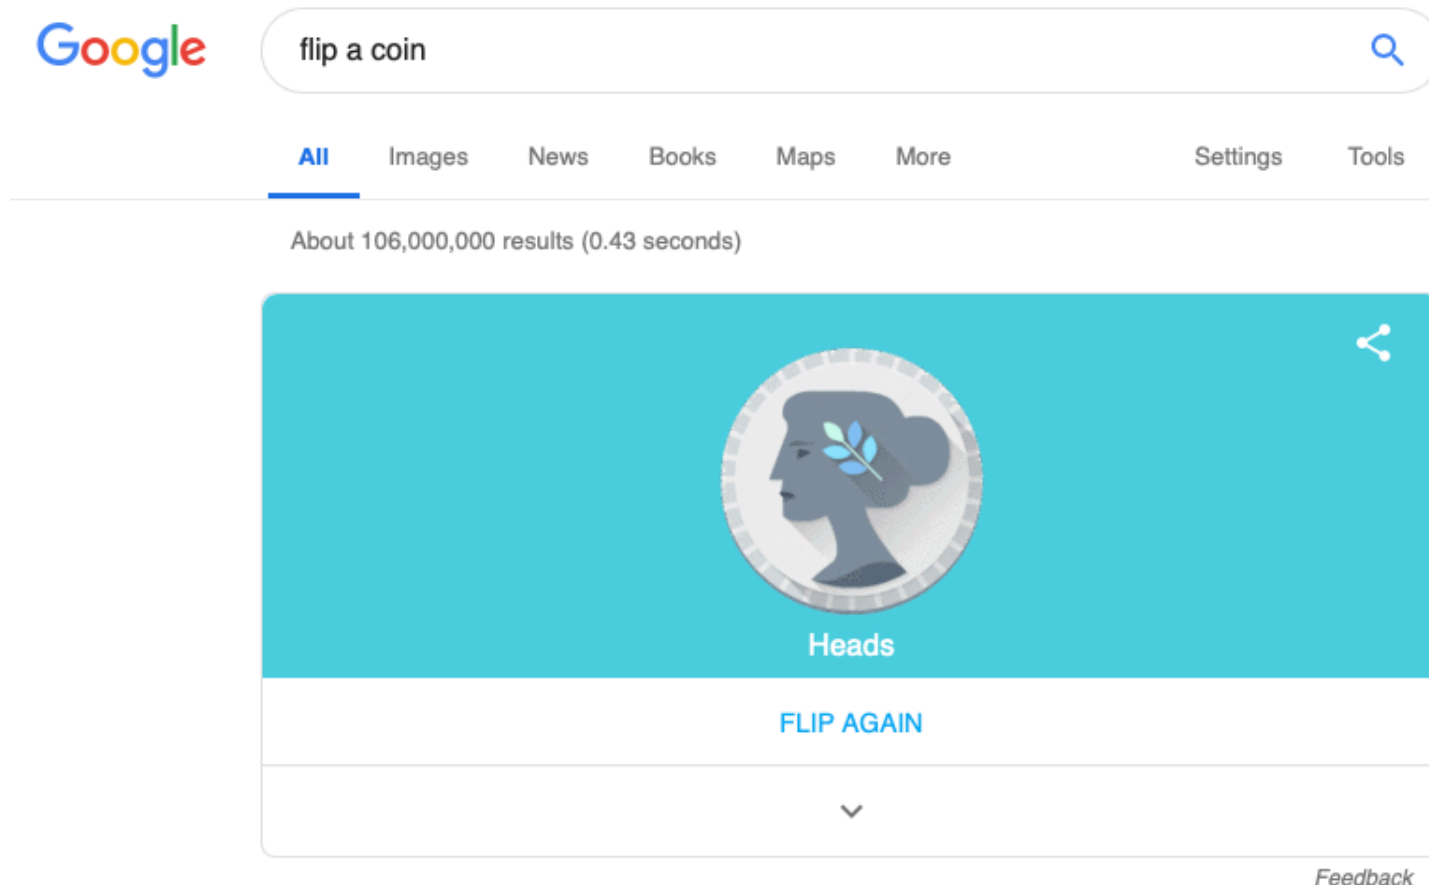 Google
flip a coin
All Images News Books Maps More Settings Tools
About 106,000,000 results (0.43 seconds)
Heads
FLIP AGAIN
Feedback